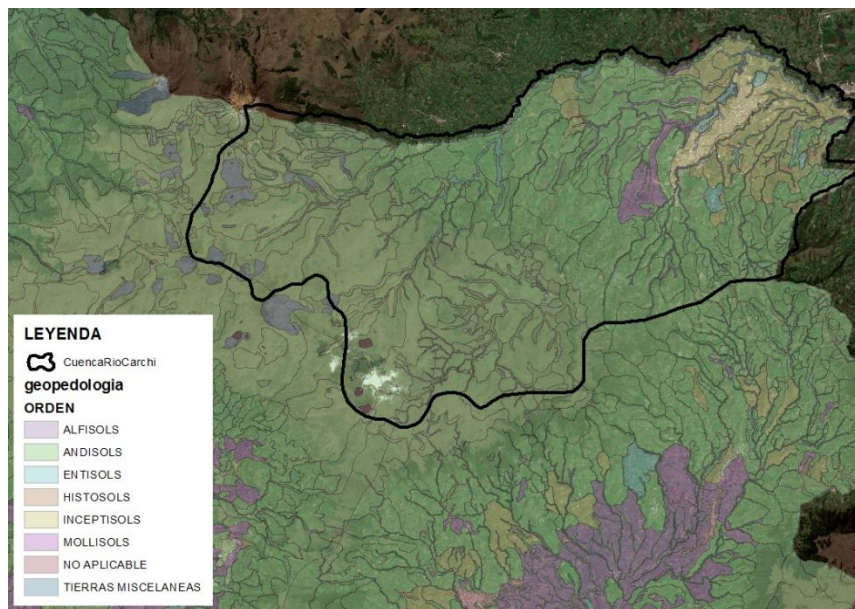 LEYENDA
CuencaRioCarchi
geopedologia
ORDEN
ALFISOLS
ANDISOLS
ENTISOLS
HISTOSOLS
INCEPTISOLS
MOLLISOLS
NO APLICABLE
TIERRAS MISCELANEAS